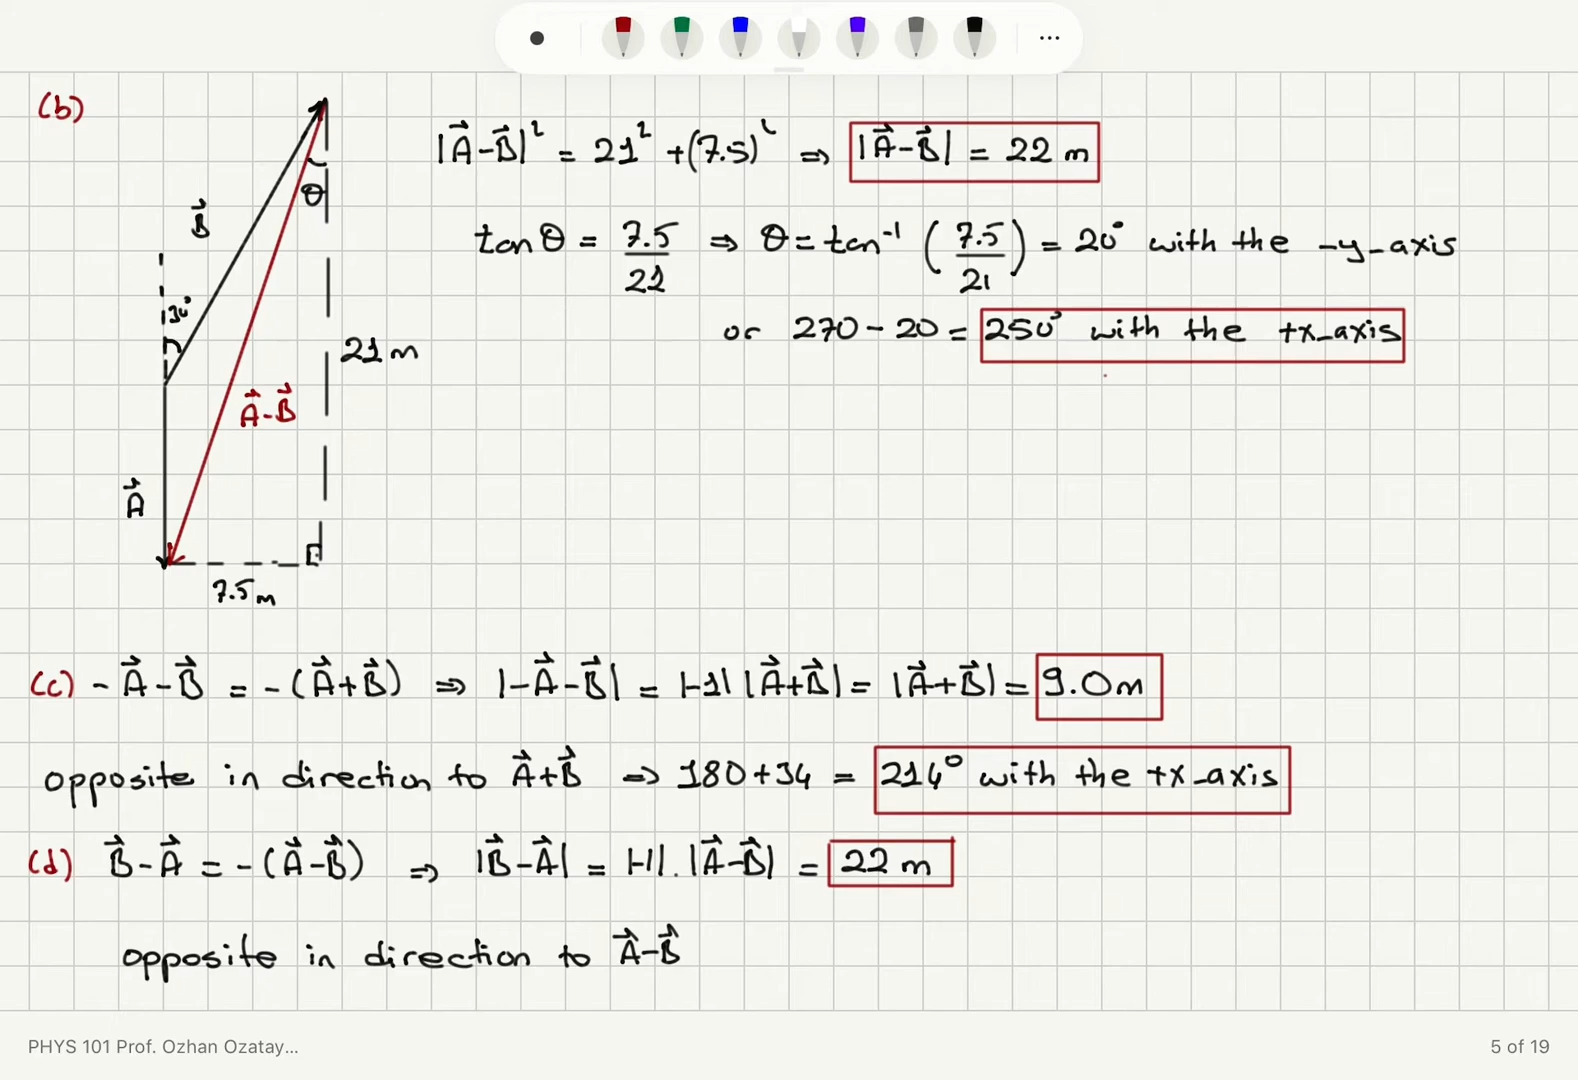 (b)
|A⃗-B⃗|² = 21² + (7.5)² ⇒ |A⃗-B⃗| = 22 m
θ
B⃗
tan θ = 7.5/21 ⇒ θ = tan⁻¹ (7.5/21) = 20° with the -y-axis
30°
or 270 - 20 = 250° with the +x-axis
21 m
A⃗-B⃗
A⃗
7.5 m
(c) -A⃗-B⃗ = -(A⃗+B⃗) ⇒ |-A⃗-B⃗| = |-1| |A⃗+B⃗| = |A⃗+B⃗| = 9.0 m
opposite in direction to A⃗+B⃗ ⇒ 180+34 = 214° with the +x-axis
(d) B⃗-A⃗ = -(A⃗-B⃗) ⇒ |B⃗-A⃗| = |-1|.|A⃗-B⃗| = 22 m
opposite in direction to A⃗-B⃗
PHYS 101 Prof. Ozhan Ozatay...
5 of 19